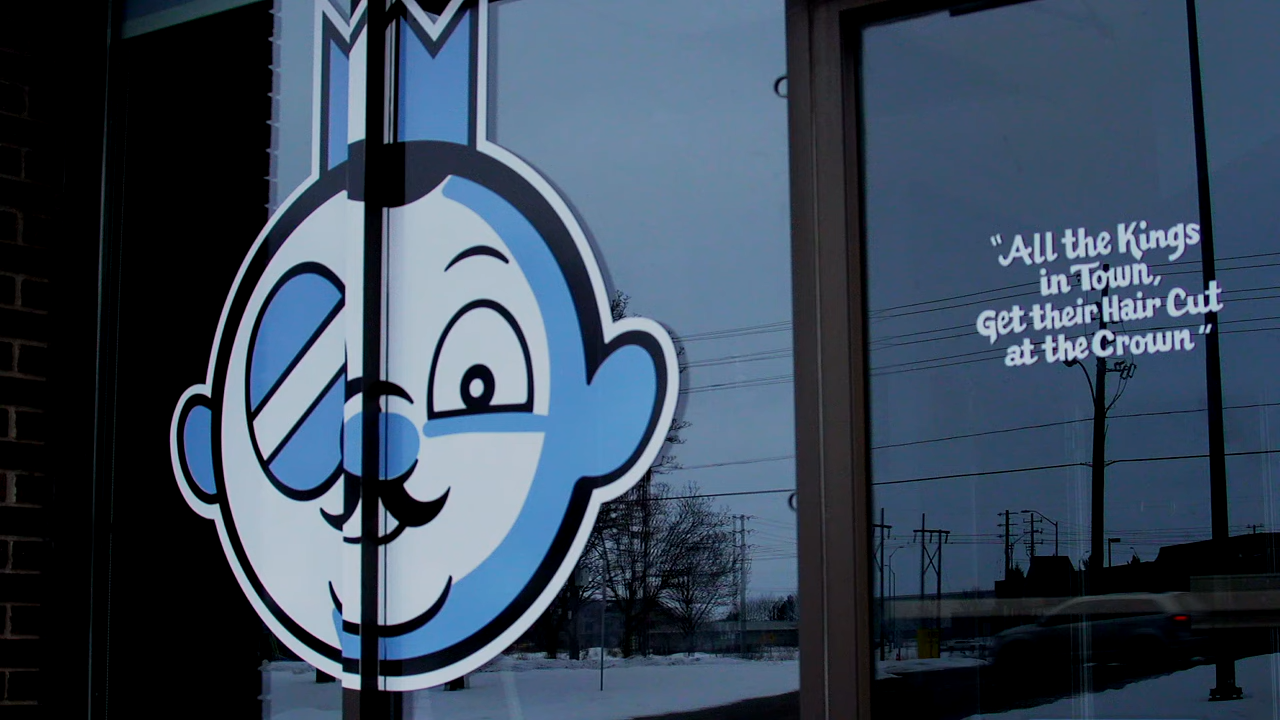 “All the Kings
in Town,
Get their Hair Cut
at the Crown”